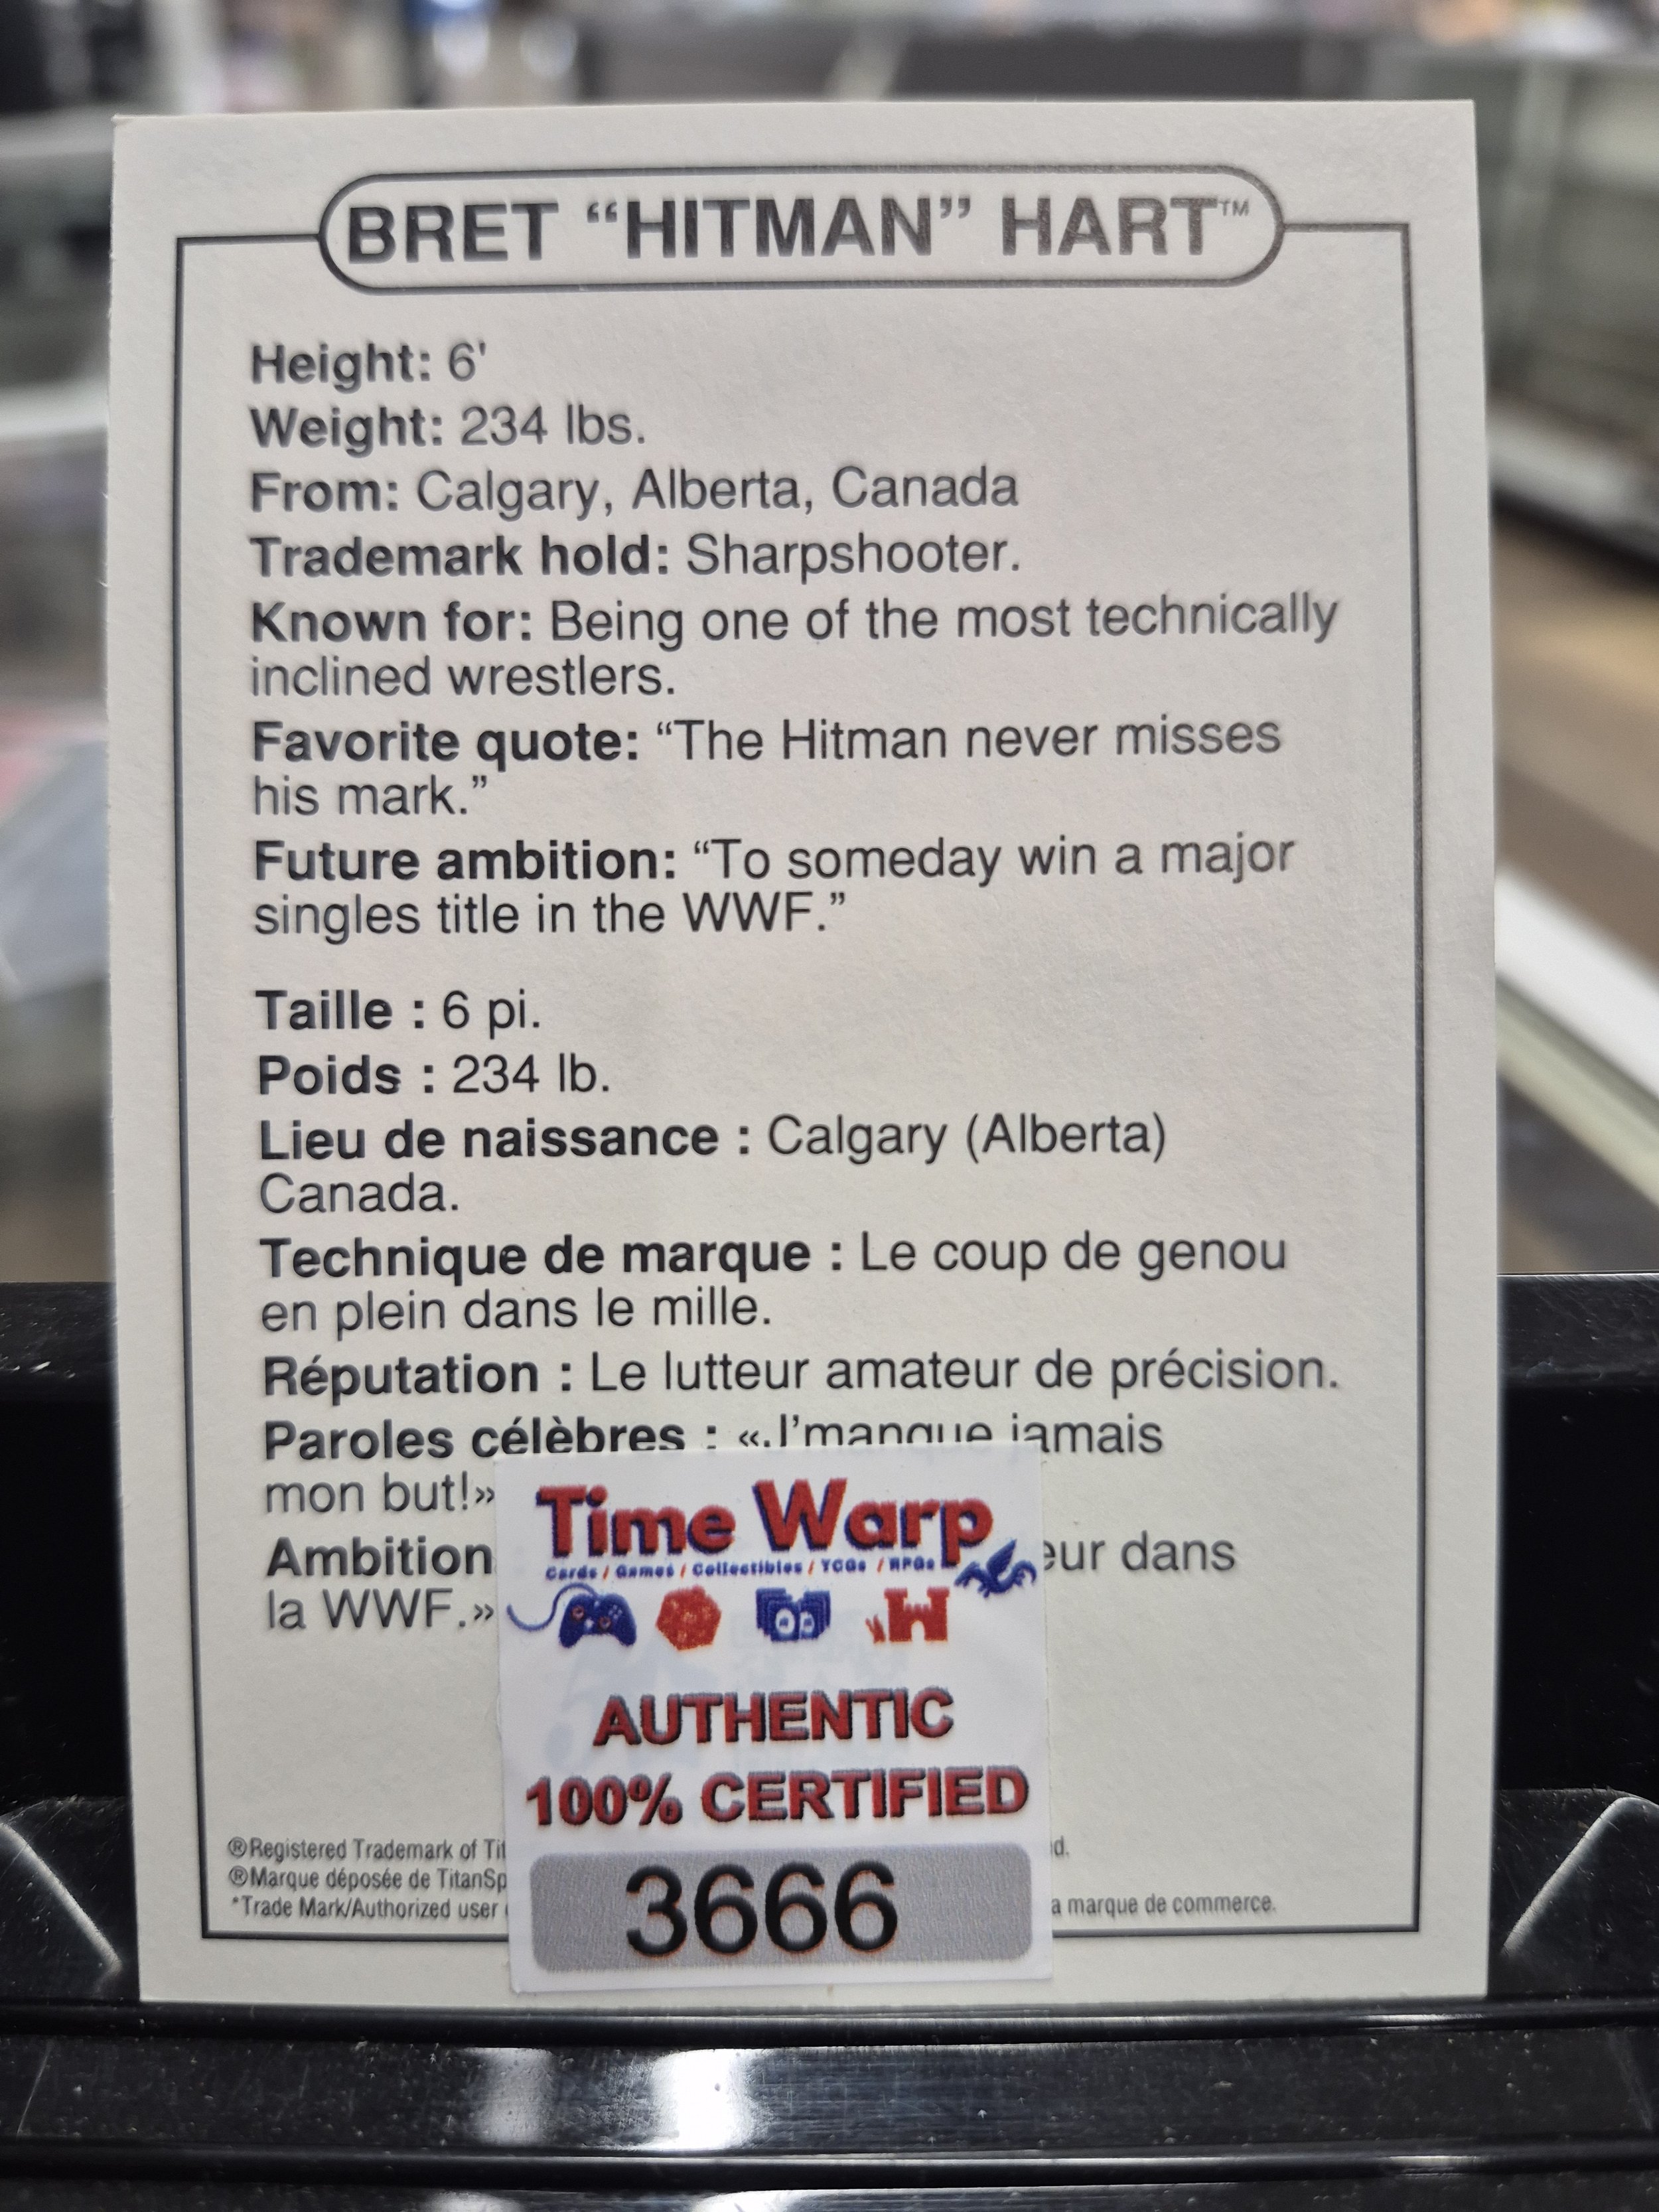 BRET “HITMAN” HART™
Height: 6'
Weight: 234 lbs.
From: Calgary, Alberta, Canada
Trademark hold: Sharpshooter.
Known for: Being one of the most technically
inclined wrestlers.
Favorite quote: “The Hitman never misses
his mark.”
Future ambition: “To someday win a major
singles title in the WWF.”
Taille : 6 pi.
Poids : 234 lb.
Lieu de naissance : Calgary (Alberta)
Canada.
Technique de marque : Le coup de genou
en plein dans le mille.
Réputation : Le lutteur amateur de précision.
Paroles célèbres : «J'manque jamais
mon but!»
Ambition dans
la WWF.»
Time Warp
Cards / Games / Collectibles / TCGs / RPGs
AUTHENTIC
100% CERTIFIED
3666
®Registered Trademark of
®Marque déposée de
*Trade Mark/Authorized user marque de commerce.